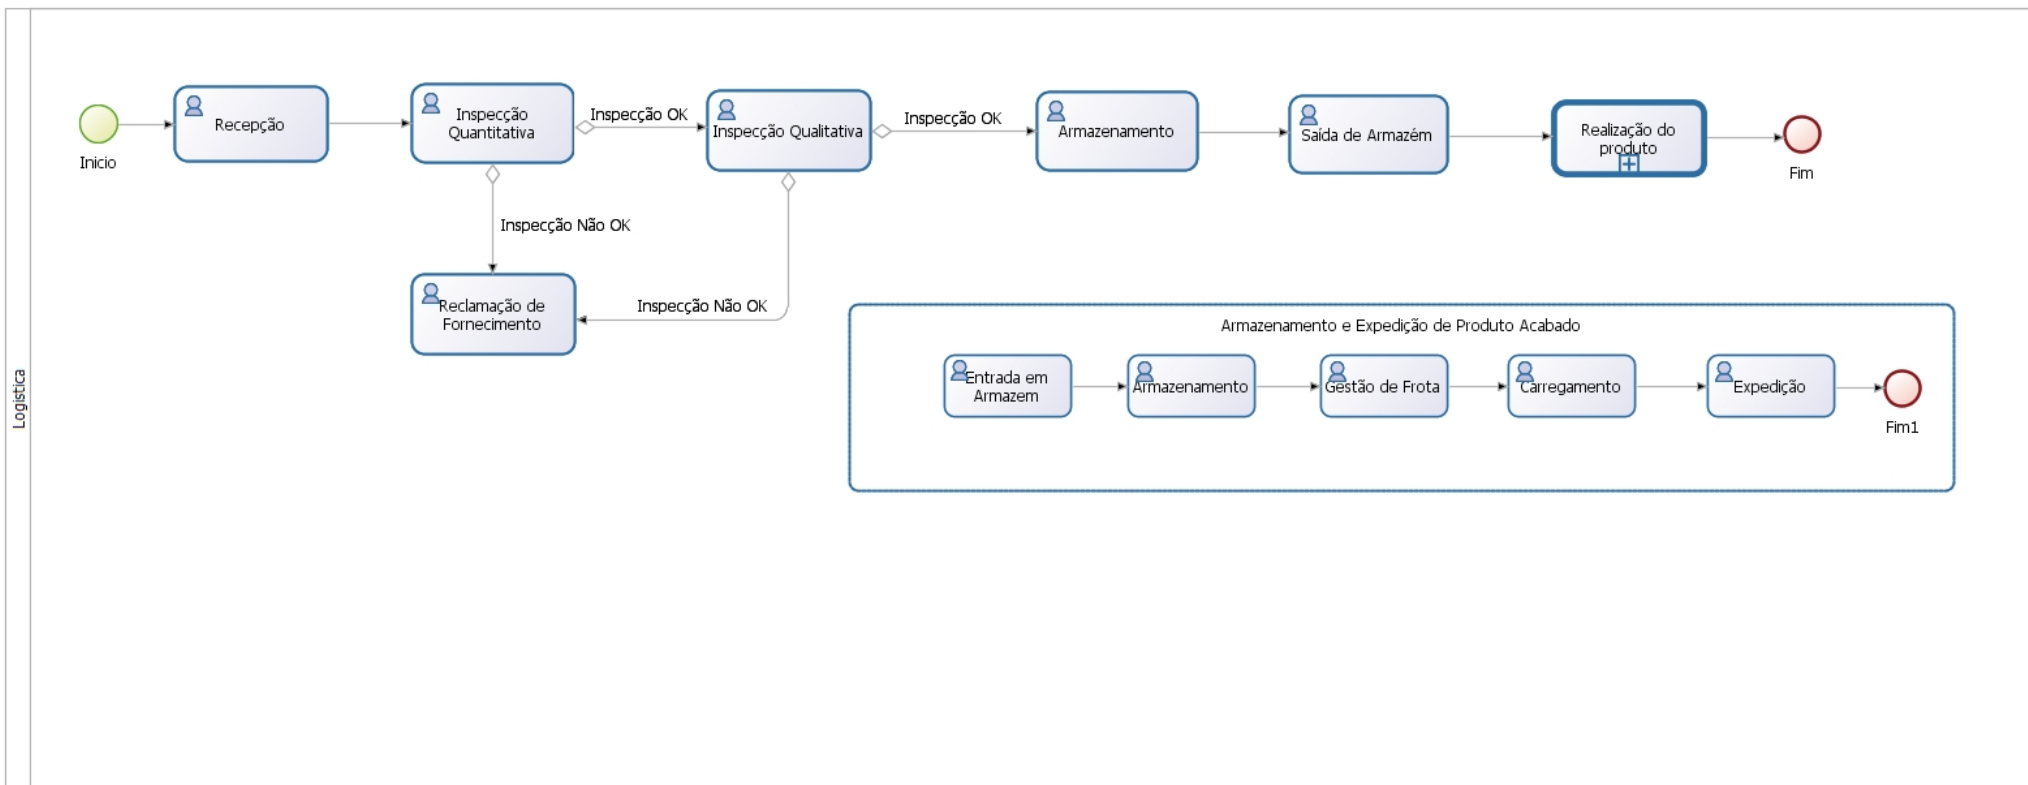 Logistica
Inicio
Recepção
Inspecção
Quantitativa
Inspecção OK
Inspecção Qualitativa
Inspecção OK
Armazenamento
Saída de Armazém
Realização do
produto
Fim
Inspecção Não OK
Reclamação de
Fornecimento
Inspecção Não OK
Armazenamento e Expedição de Produto Acabado
Entrada em
Armazem
Armazenamento
Gestão de Frota
Carregamento
Expedição
Fim1